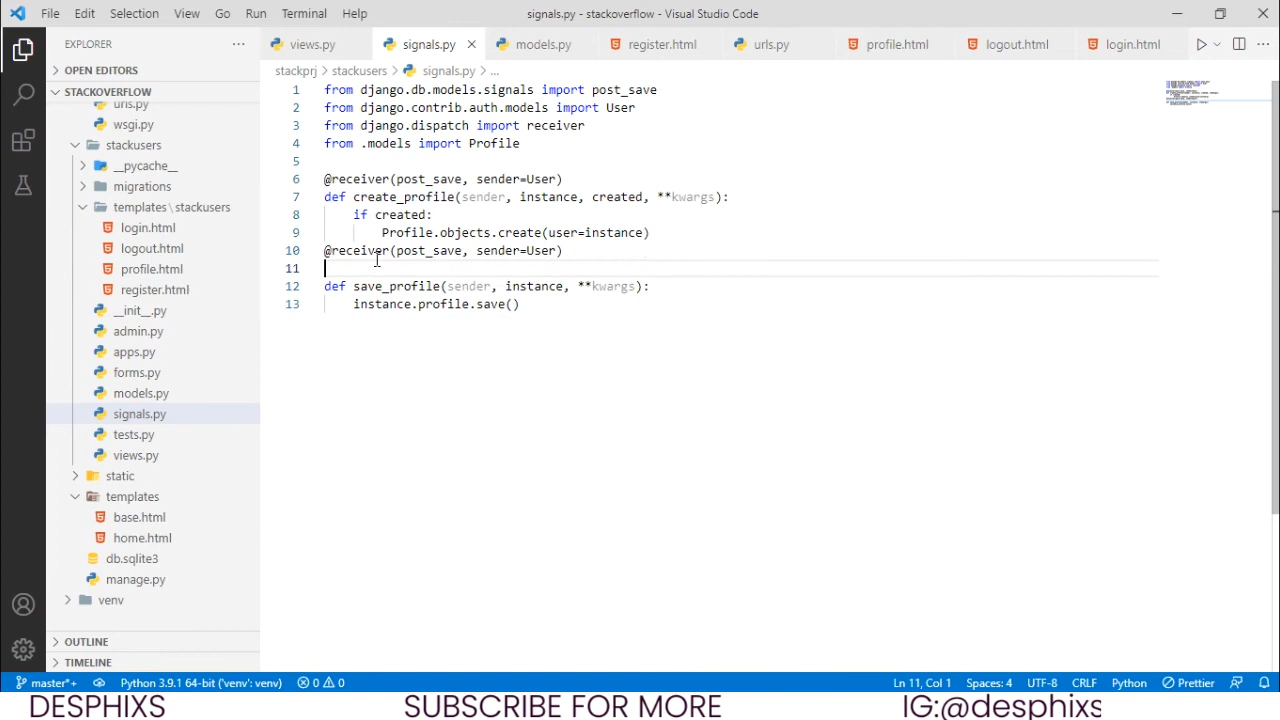 File Edit Selection View Go Run Terminal Help
signals.py - stackoverflow - Visual Studio Code
EXPLORER
views.py
signals.py
models.py
register.html
urls.py
profile.html
logout.html
login.html
OPEN EDITORS
STACKOVERFLOW
urls.py
wsgi.py
stackusers
__pycache__
migrations
templates\stackusers
login.html
logout.html
profile.html
register.html
__init__.py
admin.py
apps.py
forms.py
models.py
signals.py
tests.py
views.py
static
templates
base.html
home.html
db.sqlite3
manage.py
venv
OUTLINE
TIMELINE
stackprj > stackusers > signals.py > ...
1 from django.db.models.signals import post_save
2 from django.contrib.auth.models import User
3 from django.dispatch import receiver
4 from .models import Profile
5
6 @receiver(post_save, sender=User)
7 def create_profile(sender, instance, created, **kwargs):
8 if created:
9 Profile.objects.create(user=instance)
10 @receiver(post_save, sender=User)
11
12 def save_profile(sender, instance, **kwargs):
13 instance.profile.save()
master*+ Python 3.9.1 64-bit ('venv': venv) 0 0 Ln 11, Col 1 Spaces: 4 UTF-8 CRLF Python Prettier
DESPHIXS SUBSCRIBE FOR MORE IG:@desphixs